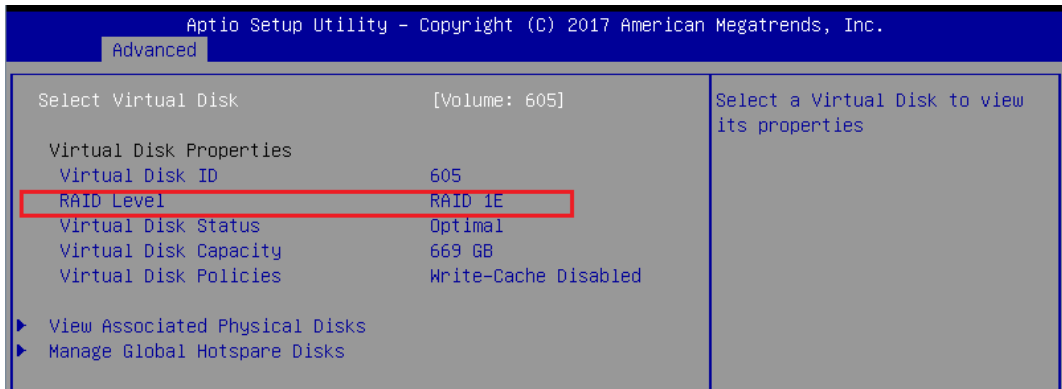 Aptio Setup Utility – Copyright (C) 2017 American Megatrends, Inc.
Advanced
Select Virtual Disk [Volume: 605]
Virtual Disk Properties
Virtual Disk ID 605
RAID Level RAID 1E
Virtual Disk Status Optimal
Virtual Disk Capacity 669 GB
Virtual Disk Policies Write-Cache Disabled
View Associated Physical Disks
Manage Global Hotspare Disks
Select a Virtual Disk to view
its properties